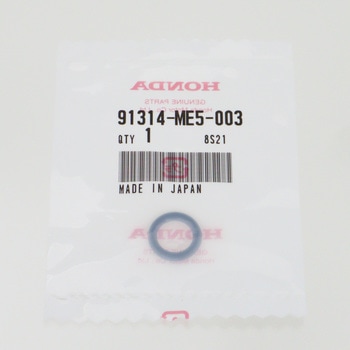 HONDA
GENUINE PARTS
91314-ME5-003
QTY 1 8S21
MADE IN JAPAN
HONDA